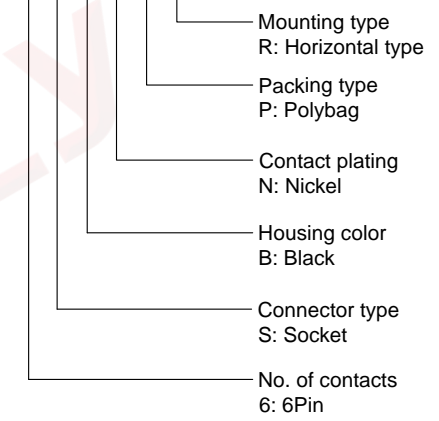 Mounting type
R: Horizontal type
Packing type
P: Polybag
Contact plating
N: Nickel
Housing color
B: Black
Connector type
S: Socket
No. of contacts
6: 6Pin